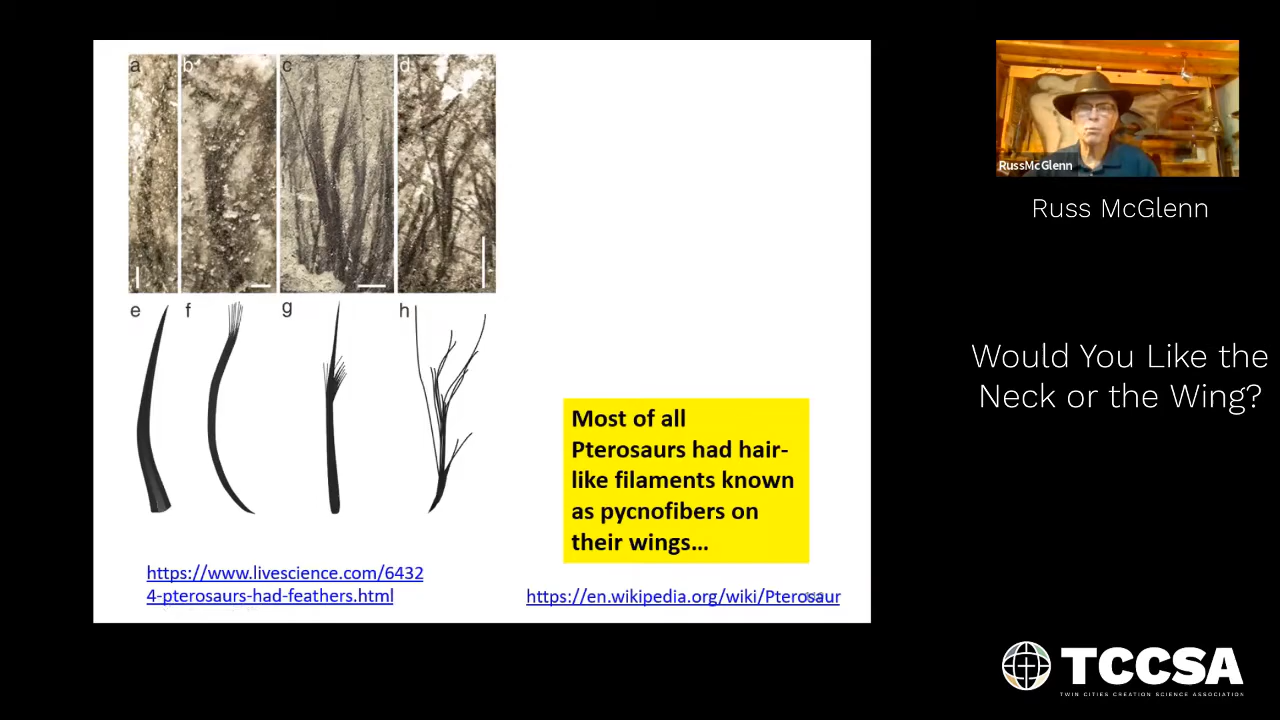 a b c d
e f g h
Most of all
Pterosaurs had hair-
like filaments known
as pycnofibers on
their wings…
https://www.livescience.com/6432
4-pterosaurs-had-feathers.html
https://en.wikipedia.org/wiki/Pterosaur
RussMcGlenn
Russ McGlenn
Would You Like the
Neck or the Wing?
TCCSA
TWIN CITIES CREATION SCIENCE ASSOCIATION